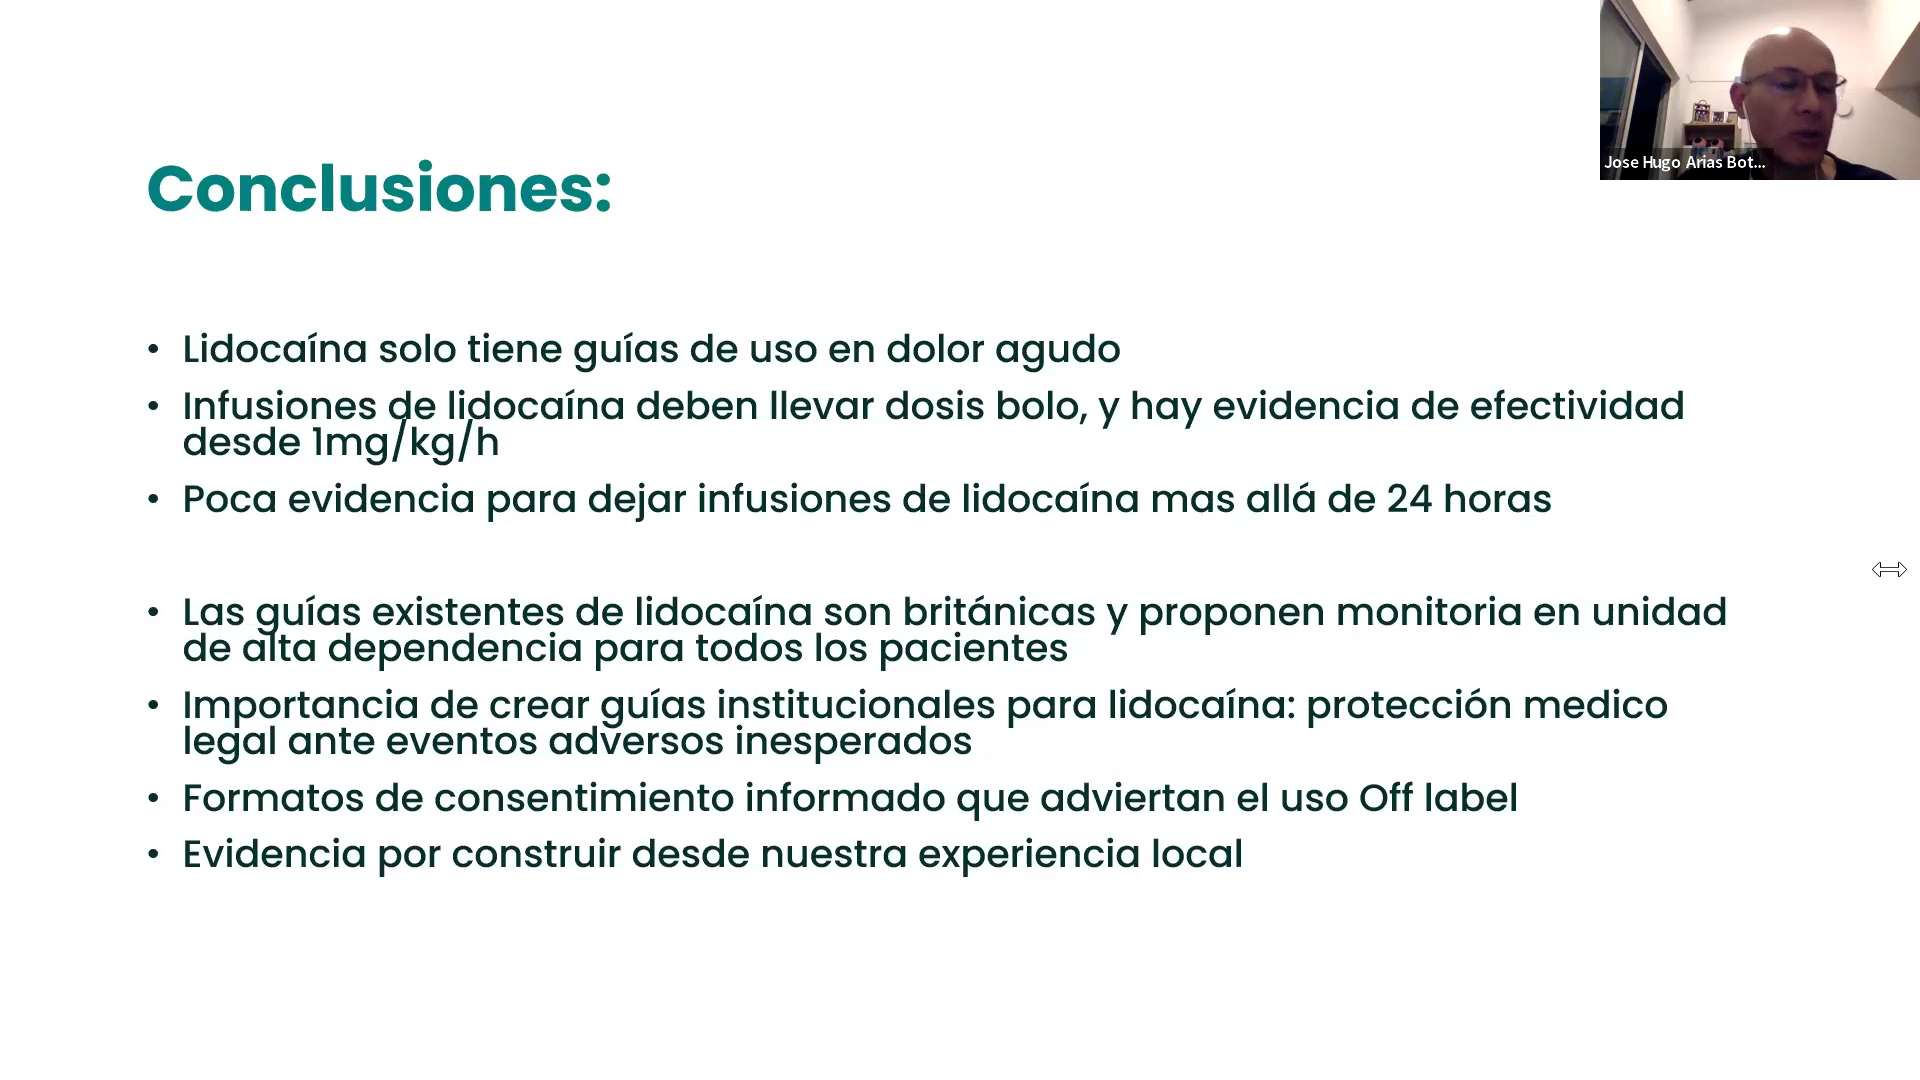 Jose Hugo Arias Bot...
Conclusiones:
• Lidocaína solo tiene guías de uso en dolor agudo
• Infusiones de lidocaína deben llevar dosis bolo, y hay evidencia de efectividad
desde 1mg/kg/h
• Poca evidencia para dejar infusiones de lidocaína mas allá de 24 horas
• Las guías existentes de lidocaína son británicas y proponen monitoria en unidad
de alta dependencia para todos los pacientes
• Importancia de crear guías institucionales para lidocaína: protección medico
legal ante eventos adversos inesperados
• Formatos de consentimiento informado que adviertan el uso Off label
• Evidencia por construir desde nuestra experiencia local